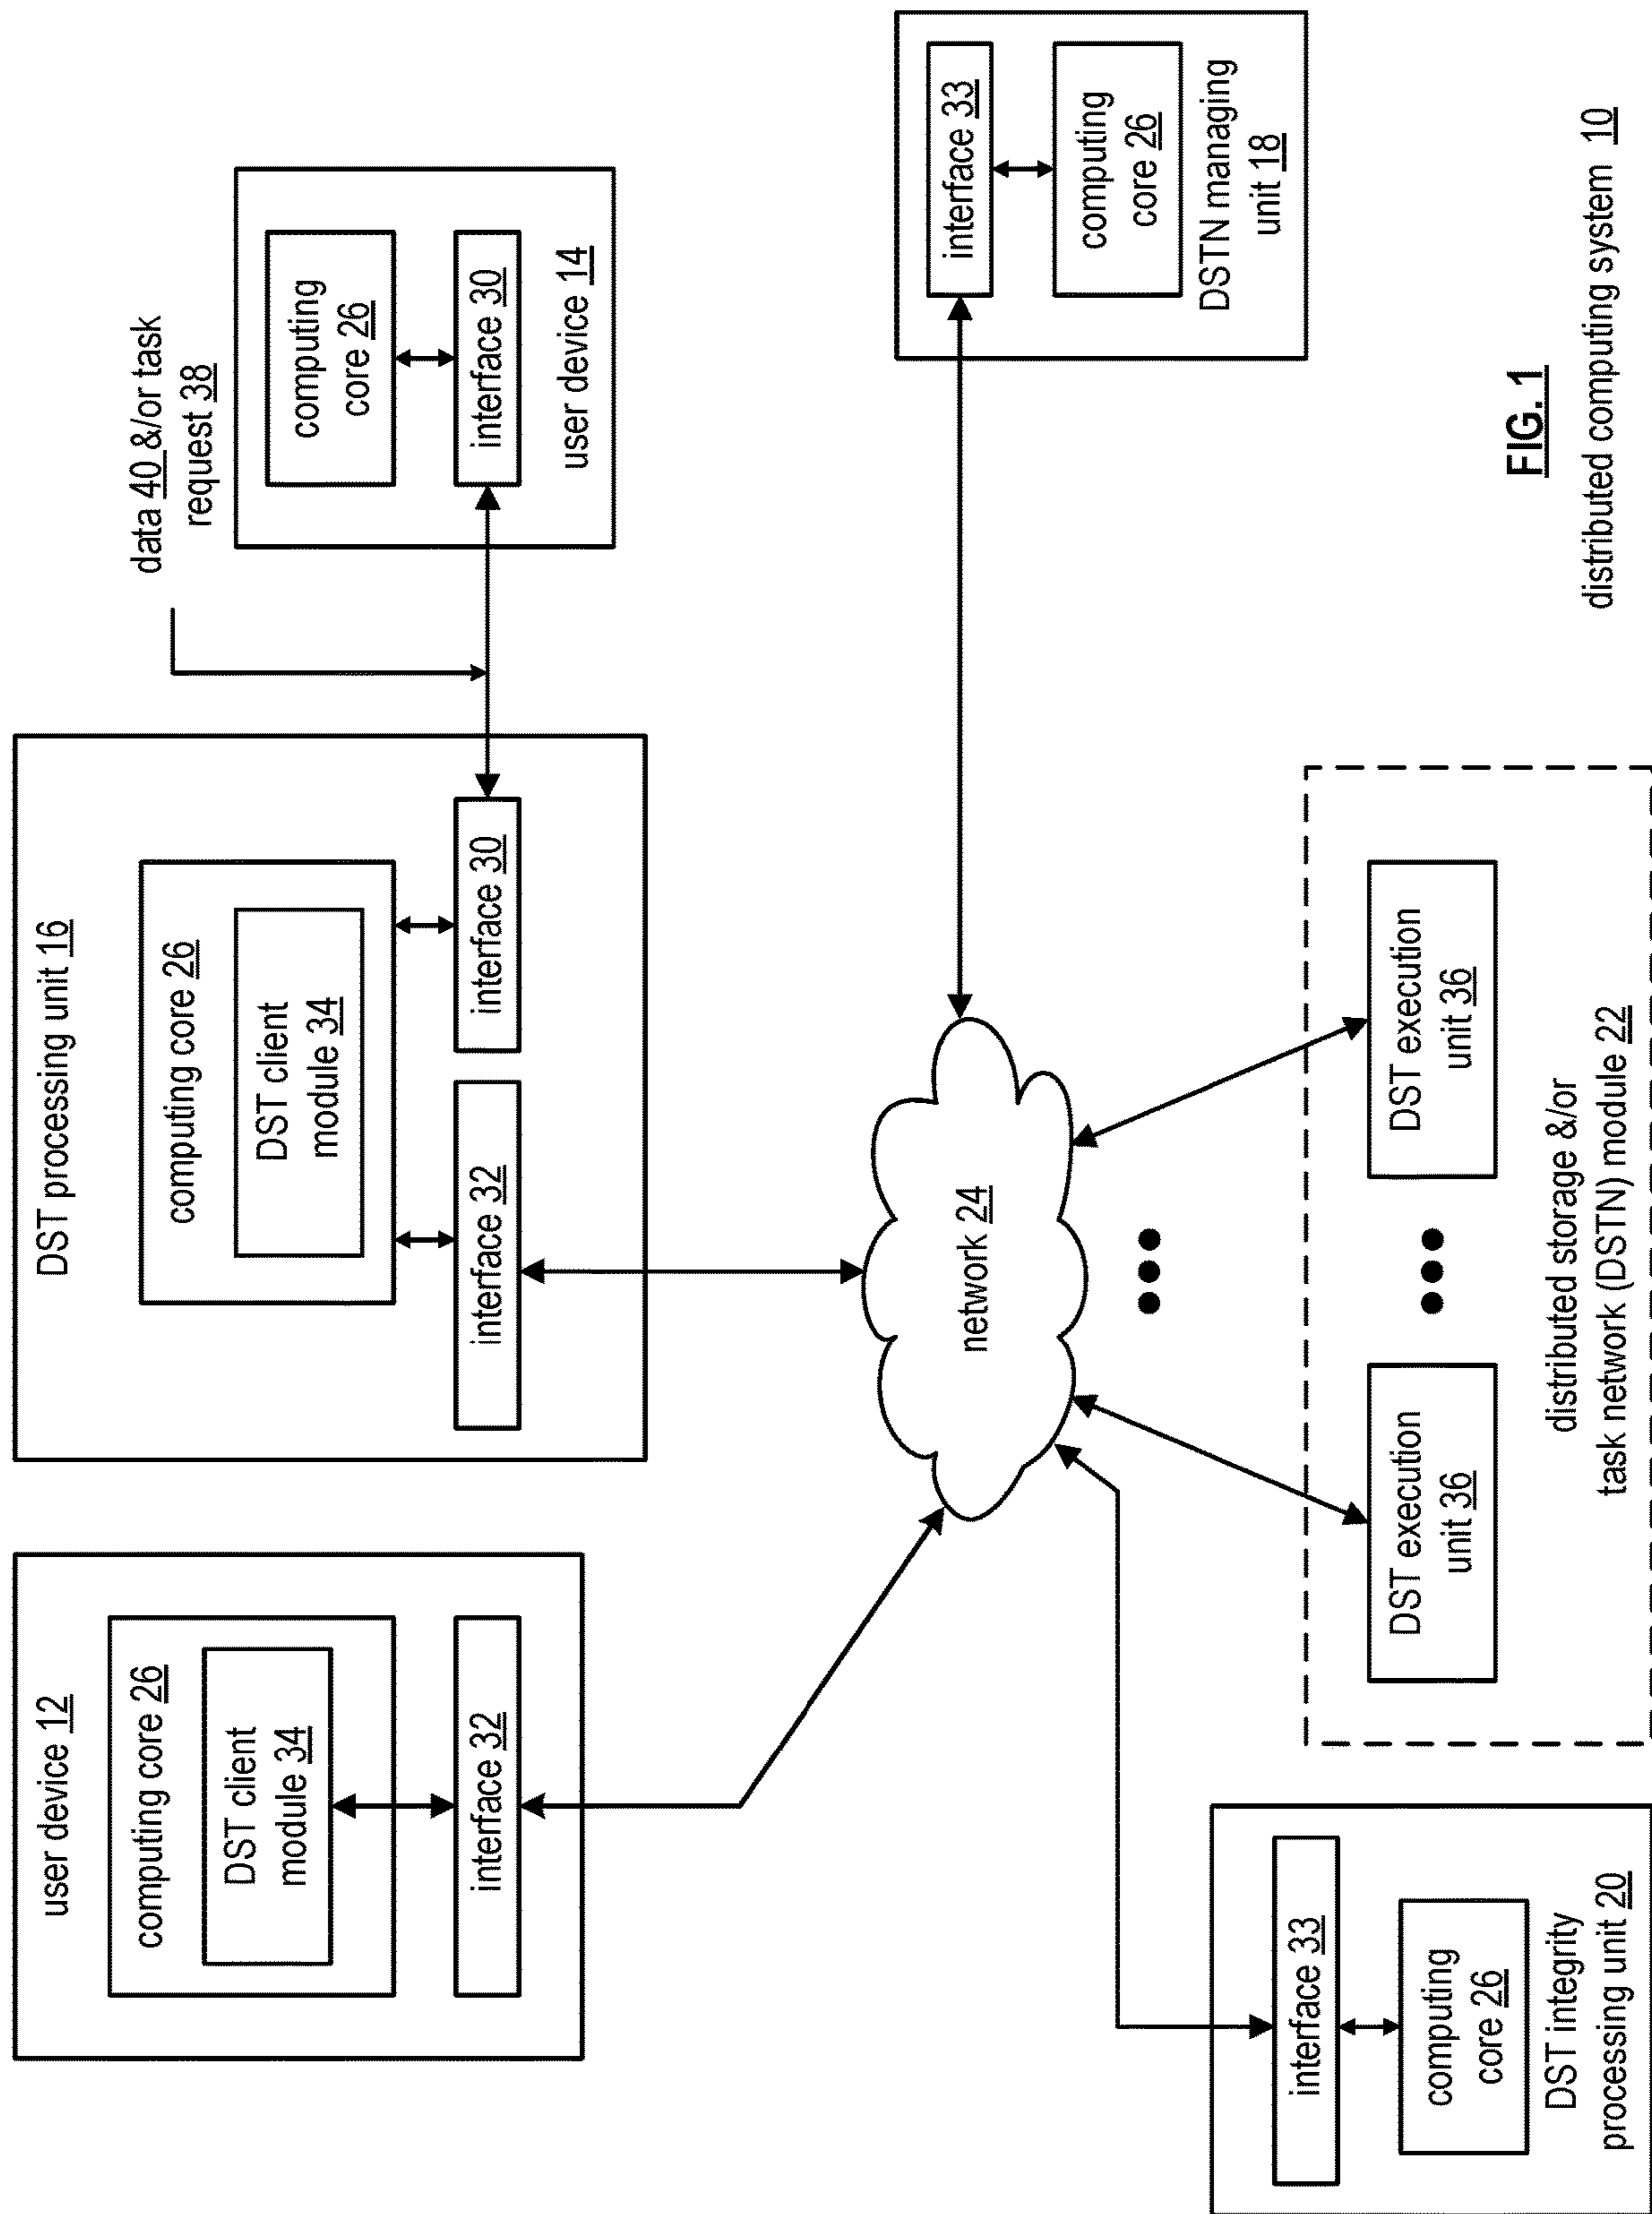 user device 12
computing core 26
DST client
module 34
interface 32
DST processing unit 16
computing core 26
DST client
module 34
interface 32
interface 30
data 40 &/or task
request 38
computing
core 26
interface 30
user device 14
network 24
interface 33
computing
core 26
DSTN managing
unit 18
interface 33
computing
core 26
DST integrity
processing unit 20
DST execution
unit 36
DST execution
unit 36
distributed storage &/or
task network (DSTN) module 22
FIG. 1
distributed computing system 10